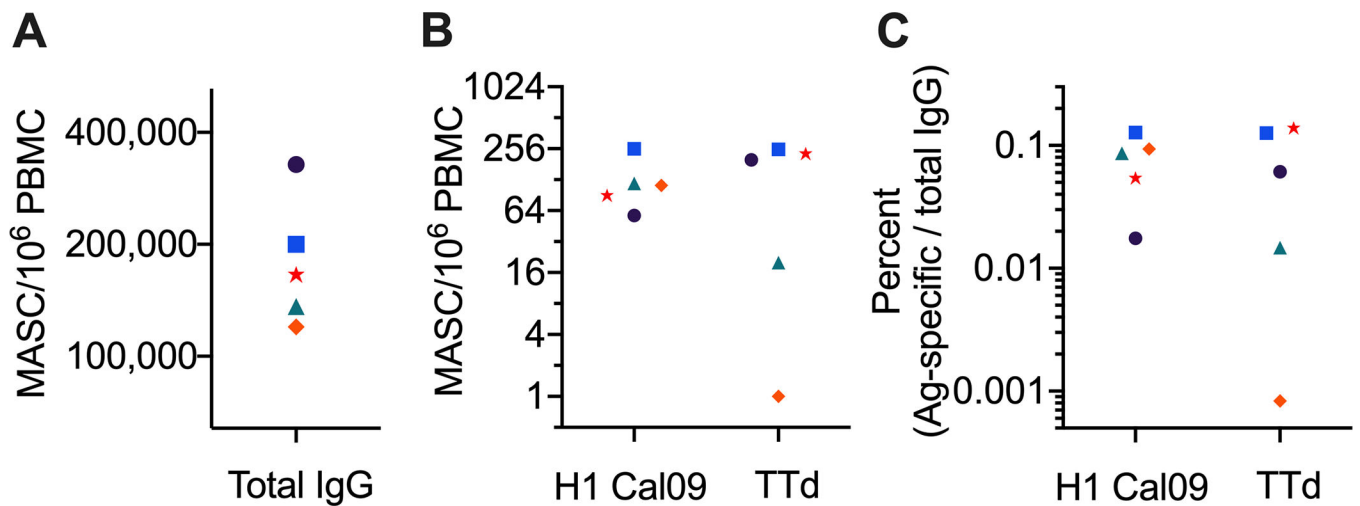 A
MASC/10⁶ PBMC
400,000
200,000
100,000
Total IgG
B
MASC/10⁶ PBMC
1024
256
64
16
4
1
H1 Cal09
TTd
C
Percent
(Ag-specific / total IgG)
0.1
0.01
0.001
H1 Cal09
TTd